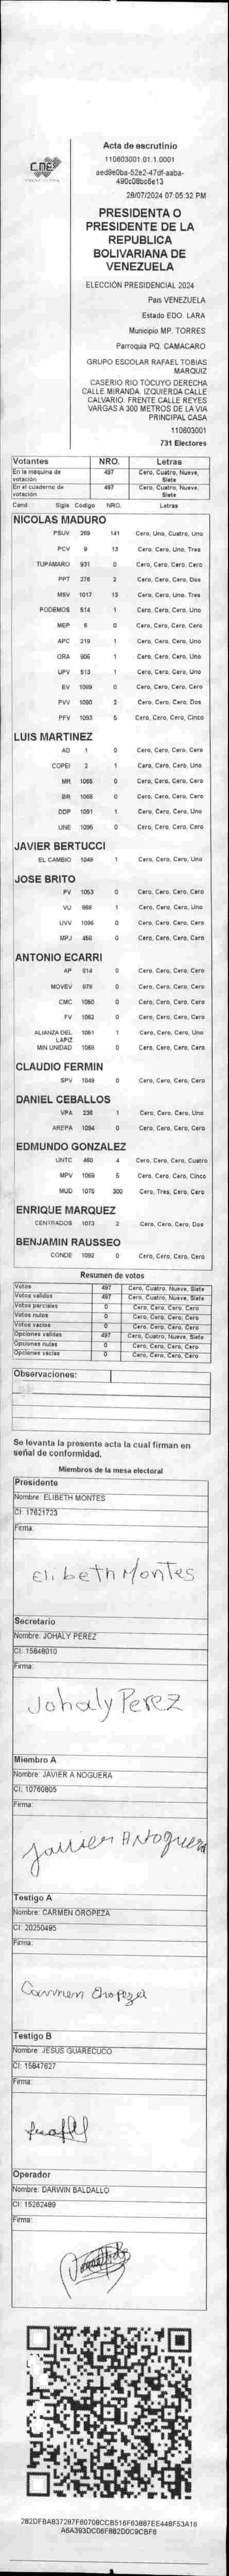 CNE
Acta de escrutinio
110603001.01.1.0001
aed9e0ba-52e2-47df-aaba-
490c08bc6e13
28/07/2024 07:05:32 PM
PRESIDENTA O
PRESIDENTE DE LA
REPUBLICA
BOLIVARIANA DE
VENEZUELA
ELECCIÓN PRESIDENCIAL 2024
Pais VENEZUELA
Estado EDO. LARA
Municipio MP. TORRES
Parroquia PQ. CAMACARO
GRUPO ESCOLAR RAFAEL TOBIAS
MARQUIZ
CASERIO RIO TOCUYO DERECHA
CALLE MIRANDA. IZQUIERDA CALLE
CALVARIO. FRENTE CALLE REYES
VARGAS A 300 METROS DE LA VIA
PRINCIPAL CASA
110603001
731 Electores
Votantes NRO. Letras
En la maquina de votación 497 Cero, Cuatro, Nueve, Siete
En el cuaderno de votación 497 Cero, Cuatro, Nueve, Siete
Cand Sigla Codigo NRO. Letras
NICOLAS MADURO
PSUV 269 141 Cero, Uno, Cuatro, Uno
PCV 9 13 Cero, Cero, Uno, Tres
TUPAMARO 931 0 Cero, Cero, Cero, Cero
PPT 276 2 Cero, Cero, Cero, Dos
MSV 1017 13 Cero, Cero, Uno, Tres
PODEMOS 514 1 Cero, Cero, Cero, Uno
MEP 6 0 Cero, Cero, Cero, Cero
APC 219 1 Cero, Cero, Cero, Uno
ORA 956 1 Cero, Cero, Cero, Uno
UPV 513 1 Cero, Cero, Cero, Uno
EV 1089 0 Cero, Cero, Cero, Cero
PVV 1090 2 Cero, Cero, Cero, Dos
PFV 1093 5 Cero, Cero, Cero, Cinco
LUIS MARTINEZ
AD 1 0 Cero, Cero, Cero, Cero
COPEI 2 1 Cero, Cero, Cero, Uno
MR 1065 0 Cero, Cero, Cero, Cero
BR 1066 0 Cero, Cero, Cero, Cero
DDP 1091 1 Cero, Cero, Cero, Uno
UNE 1095 0 Cero, Cero, Cero, Cero
JAVIER BERTUCCI
EL CAMBIO 1048 1 Cero, Cero, Cero, Uno
JOSE BRITO
PV 1053 0 Cero, Cero, Cero, Cero
VU 968 1 Cero, Cero, Cero, Uno
UVV 1096 0 Cero, Cero, Cero, Cero
MPJ 450 0 Cero, Cero, Cero, Cero
ANTONIO ECARRI
AP 814 0 Cero, Cero, Cero, Cero
MOVEV 876 0 Cero, Cero, Cero, Cero
CMC 1050 0 Cero, Cero, Cero, Cero
FV 1062 0 Cero, Cero, Cero, Cero
ALIANZA DEL LAPIZ 1051 1 Cero, Cero, Cero, Uno
MIN UNIDAD 1068 0 Cero, Cero, Cero, Cero
CLAUDIO FERMIN
SPV 1049 0 Cero, Cero, Cero, Cero
DANIEL CEBALLOS
VPA 236 1 Cero, Cero, Cero, Uno
AREPA 1094 0 Cero, Cero, Cero, Cero
EDMUNDO GONZALEZ
UNTC 460 4 Cero, Cero, Cero, Cuatro
MPV 1069 5 Cero, Cero, Cero, Cinco
MUD 1075 300 Cero, Tres, Cero, Cero
ENRIQUE MARQUEZ
CENTRADOS 1073 2 Cero, Cero, Cero, Dos
BENJAMIN RAUSSEO
CONDE 1092 0 Cero, Cero, Cero, Cero
Resumen de votos
Votos 497 Cero, Cuatro, Nueve, Siete
Votos validos 497 Cero, Cuatro, Nueve, Siete
Votos parciales 0 Cero, Cero, Cero, Cero
Votos nulos 0 Cero, Cero, Cero, Cero
Votos vacios 0 Cero, Cero, Cero, Cero
Opciones validas 497 Cero, Cuatro, Nueve, Siete
Opciones nulas 0 Cero, Cero, Cero, Cero
Opciones vacias 0 Cero, Cero, Cero, Cero
Observaciones:
Se levanta la presente acta la cual firman en
señal de conformidad.
Miembros de la mesa electoral
Presidente
Nombre: ELIBETH MONTES
CI: 17621723
Firma:
Elibeth Montes
Secretario
Nombre: JOHALY PEREZ
CI: 15848010
Firma:
Johaly Perez
Miembro A
Nombre: JAVIER A NOGUERA
CI: 10760805
Firma:
Javier A Noguera
Testigo A
Nombre: CARMEN OROPEZA
CI: 20250495
Firma:
Carmen Oropeza
Testigo B
Nombre: JESUS GUARECUCO
CI: 15847627
Firma:
Operador
Nombre: DARWIN BALDALLO
CI: 15262489
Firma:
282DFBA837287F60708CCB516F63887EE448F53A16
A6A393DC06F882D0C9CBF6